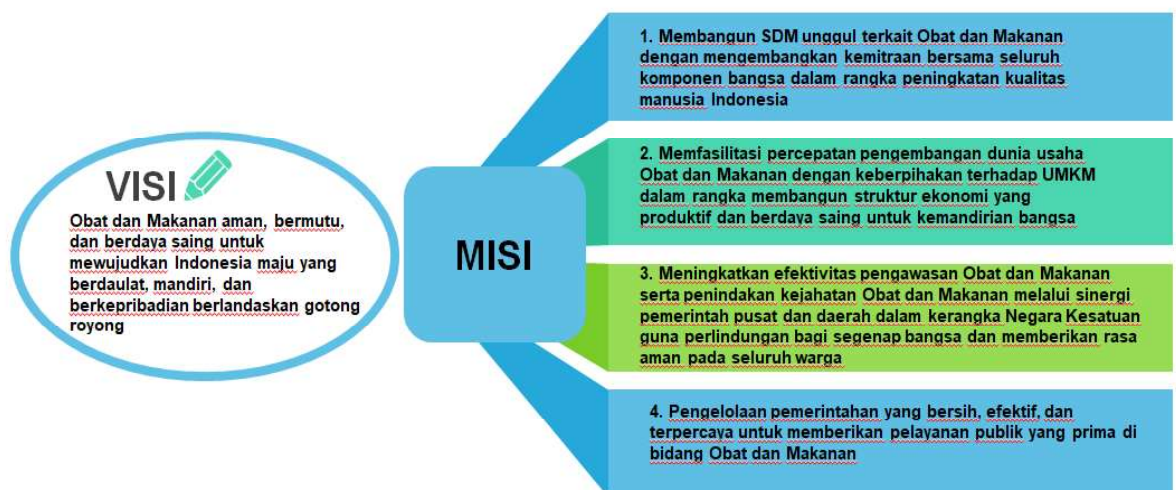 VISI
Obat dan Makanan aman, bermutu,
dan berdaya saing untuk
mewujudkan Indonesia maju yang
berdaulat, mandiri, dan
berkepribadian berlandaskan gotong
royong
MISI
1. Membangun SDM unggul terkait Obat dan Makanan
dengan mengembangkan kemitraan bersama seluruh
komponen bangsa dalam rangka peningkatan kualitas
manusia Indonesia
2. Memfasilitasi percepatan pengembangan dunia usaha
Obat dan Makanan dengan keberpihakan terhadap UMKM
dalam rangka membangun struktur ekonomi yang
produktif dan berdaya saing untuk kemandirian bangsa
3. Meningkatkan efektivitas pengawasan Obat dan Makanan
serta penindakan kejahatan Obat dan Makanan melalui sinergi
pemerintah pusat dan daerah dalam kerangka Negara Kesatuan
guna perlindungan bagi segenap bangsa dan memberikan rasa
aman pada seluruh warga
4. Pengelolaan pemerintahan yang bersih, efektif, dan
terpercaya untuk memberikan pelayanan publik yang prima di
bidang Obat dan Makanan